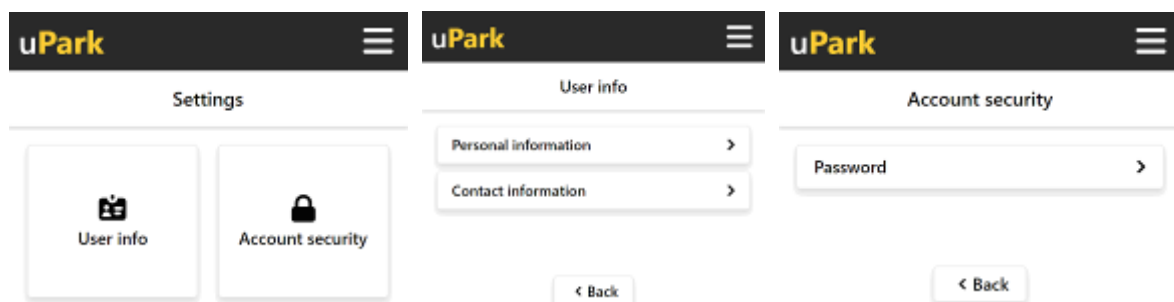 uPark
Settings
User info
Account security
uPark
User info
Personal information
Contact information
Back
uPark
Account security
Password
Back